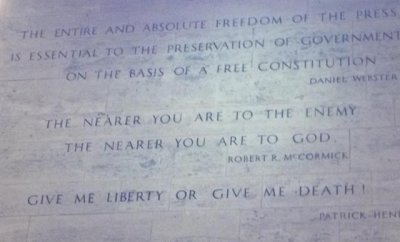 THE ENTIRE AND ABSOLUTE FREEDOM OF THE PRESS
IS ESSENTIAL TO THE PRESERVATION OF GOVERNMENT
ON THE BASIS OF A FREE CONSTITUTION
DANIEL WEBSTER
THE NEARER YOU ARE TO THE ENEMY
THE NEARER YOU ARE TO GOD
ROBERT R. McCORMICK
GIVE ME LIBERTY OR GIVE ME DEATH!
PATRICK HEN